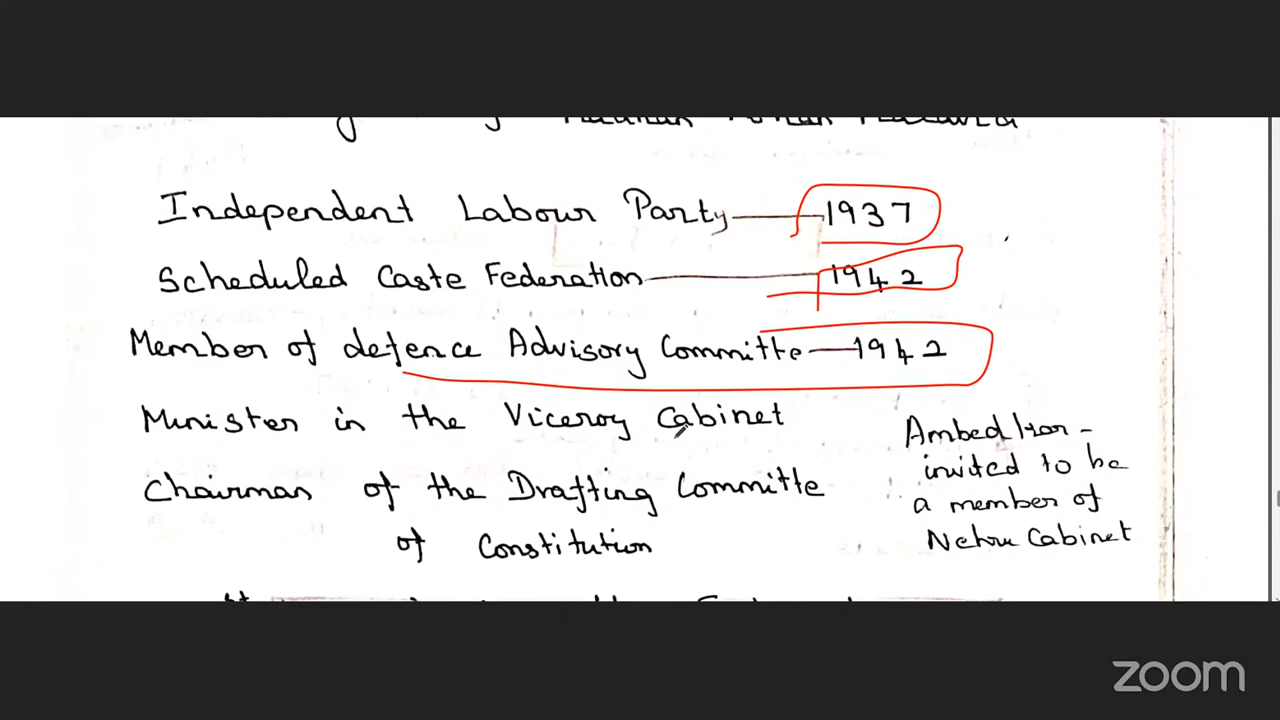 Independent Labour Party — 1937
Scheduled Caste Federation — 1942
Member of defence Advisory Committe — 1942
Minister in the Viceroy Cabinet
Chairman of the Drafting Committe
of Constitution
Ambedkar -
invited to be
a member of
Nehru Cabinet
zoom